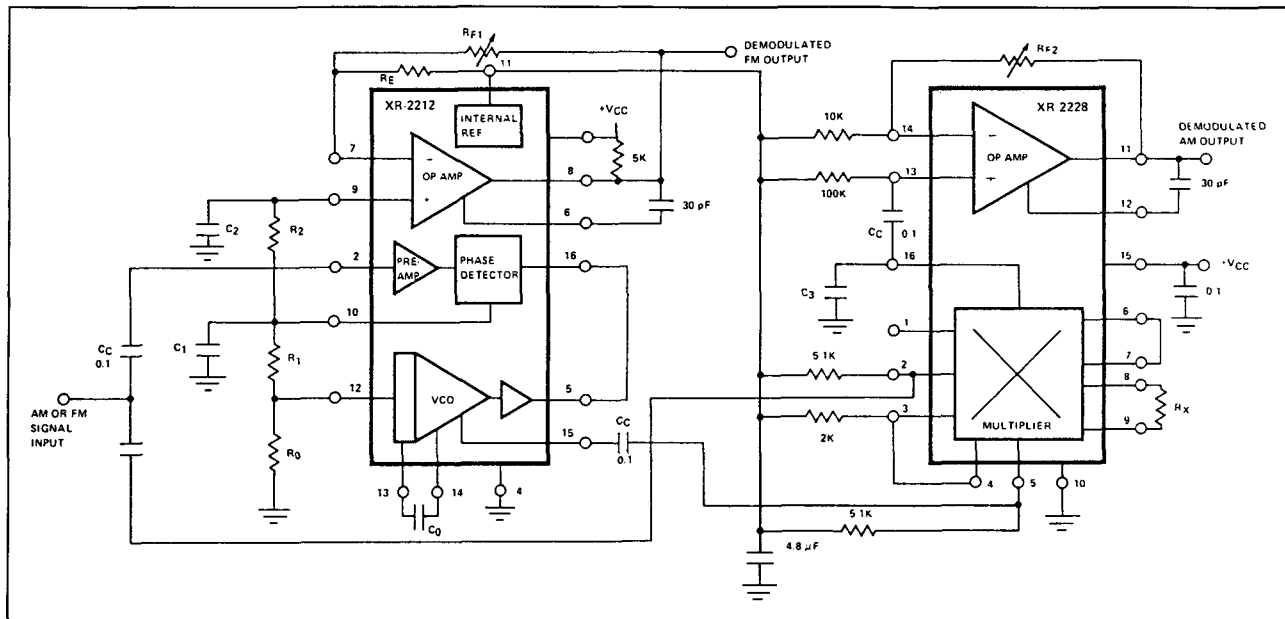 RF1
DEMODULATED
FM OUTPUT
RE
11
XR-2212
INTERNAL
REF
+VCC
5K
7
−
OP AMP
+
8
9
6
30 pF
C2
R2
2
PRE-
AMP
PHASE
DETECTOR
16
10
C1
R1
CC
0.1
12
VCO
5
15
CC
0.1
AM OR FM
SIGNAL
INPUT
R0
13
14
4
C0
RF2
XR 2228
10K
14
−
OP AMP
+
11
DEMODULATED
AM OUTPUT
100K
13
30 pF
12
CC
0 1
16
15
+VCC
0 1
C3
1
6
7
5 1K
2
8
RX
9
2K
3
MULTIPLIER
4
5
10
5 1K
4.8 µF